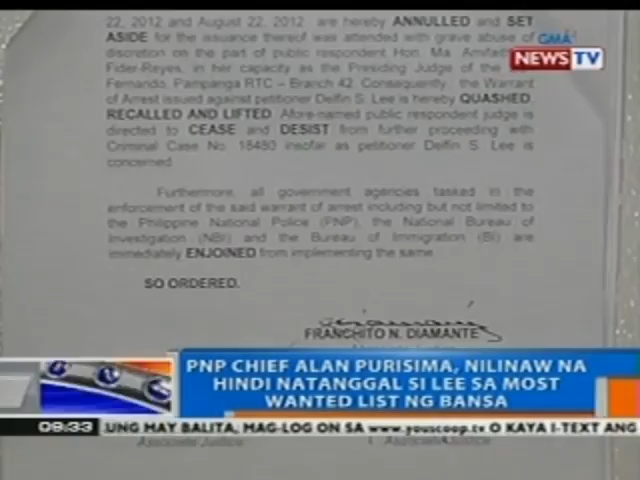 22, 2012 and August 22, 2012 are hereby ANNULLED and SET
ASIDE for the issuance thereof was attended with grave abuse of
discretion on the part of public respondent Hon. Ma. Amifaith
Fider-Reyes, in her capacity as the Presiding Judge of the
Fernando, Pampanga RTC – Branch 42. Consequently, the Warrant
of Arrest issued against petitioner Delfin S. Lee is hereby QUASHED,
RECALLED AND LIFTED. Afore-named public respondent judge is
directed to CEASE and DESIST from further proceeding with
Criminal Case No. 18480 insofar as petitioner Delfin S. Lee is
concerned.
Furthermore, all government agencies tasked in the
enforcement of the said warrant of arrest including but not limited to
the Philippine National Police (PNP), the National Bureau of
Investigation (NBI) and the Bureau of Immigration (BI) are
immediately ENJOINED from implementing the same.
SO ORDERED.
FRANCHITO N. DIAMANTE
GMA
NEWS TV
PNP CHIEF ALAN PURISIMA, NILINAW NA
HINDI NATANGGAL SI LEE SA MOST
WANTED LIST NG BANSA
08:33 UNG MAY BALITA, MAG-LOG ON SA www.youscoop.tv O KAYA I-TEXT ANG
Associate Justice Associate Justice